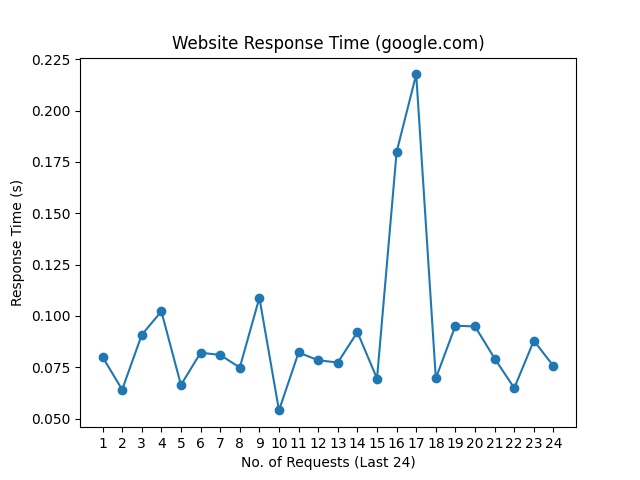 Website Response Time (google.com)
0.225
0.200
0.175
0.150
0.125
0.100
0.075
0.050
Response Time (s)
1 2 3 4 5 6 7 8 9 10 11 12 13 14 15 16 17 18 19 20 21 22 23 24
No. of Requests (Last 24)